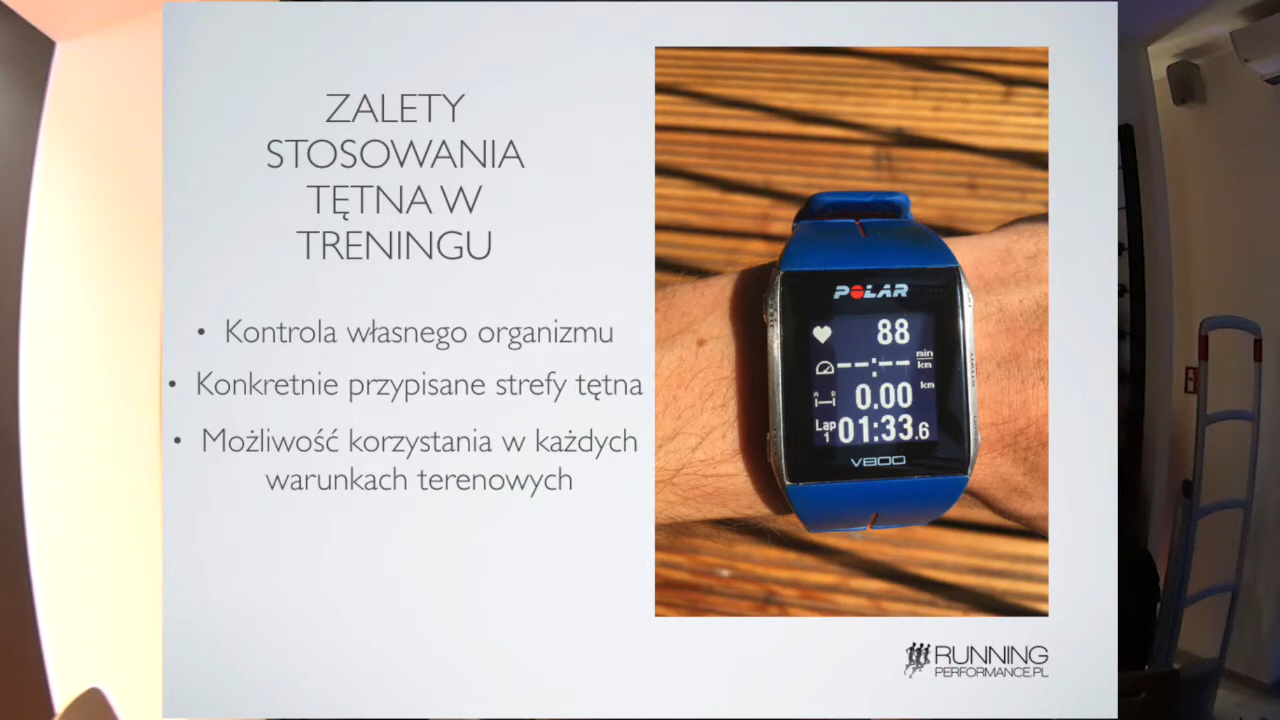 ZALETY
STOSOWANIA
TĘTNA W
TRENINGU
• Kontrola własnego organizmu
• Konkretnie przypisane strefy tętna
• Możliwość korzystania w każdych
warunkach terenowych
POLAR
88
--:-- min km
A B 0.00 km
Lap 1 01:33.6
V800
RUNNING
PERFORMANCE.PL